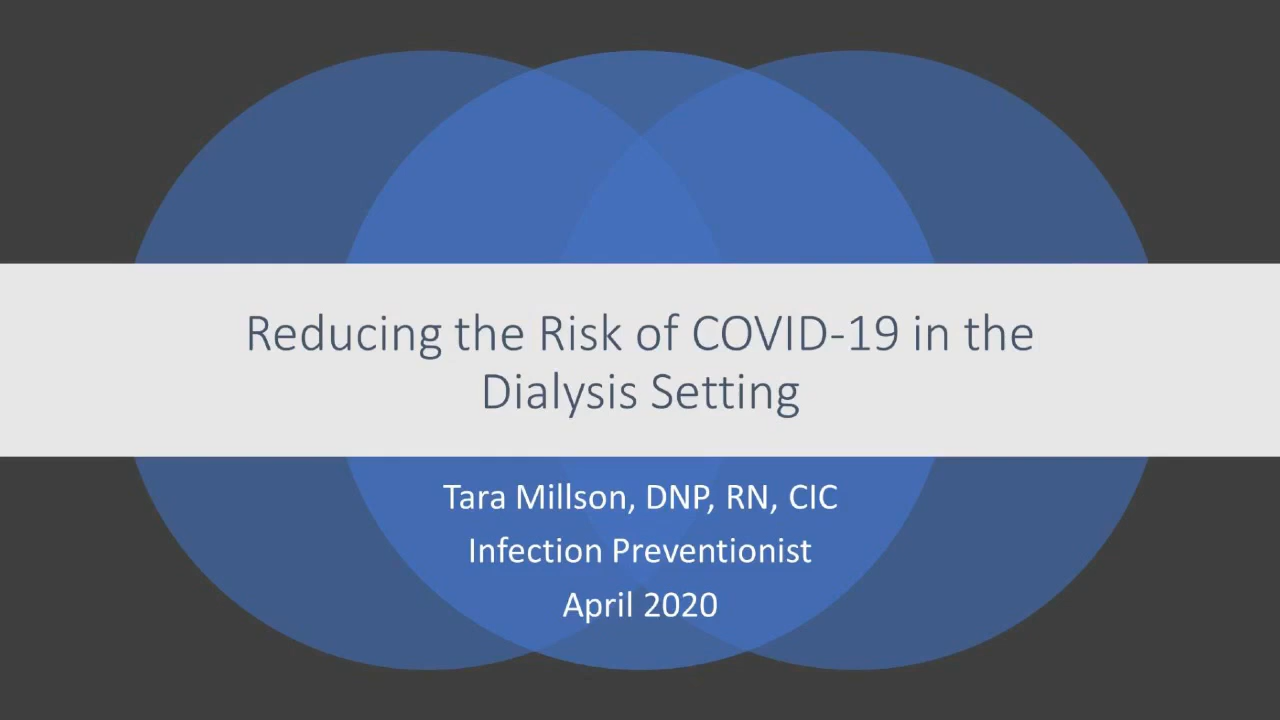 Reducing the Risk of COVID-19 in the
Dialysis Setting
Tara Millson, DNP, RN, CIC
Infection Preventionist
April 2020